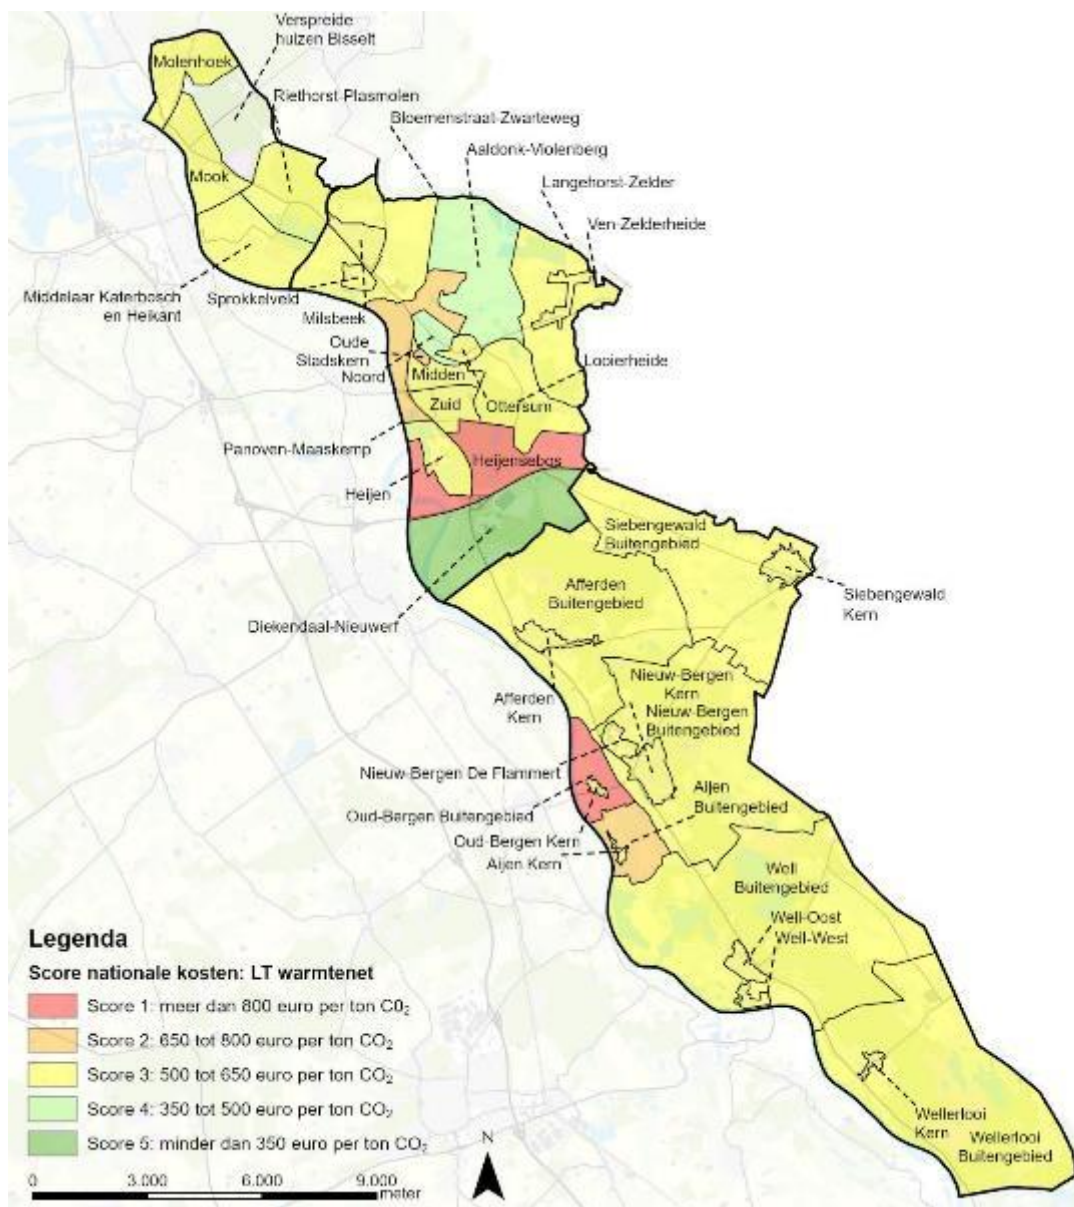 Verspreide
huizen Bisselt
Molenhoek
Riethorst-Plasmolen
Bloemenstraat-Zwarteweg
Aaldonk-Violenberg
Langehorst-Zelder
Mook
Ven-Zelderheide
Middelaar Katerbosch
en Heikant
Sprokkelveld
Milsbeek
Oude
Stadskern
Noord
Midden
Looierheide
Zuid
Ottersum
Panoven-Maaskemp
Heijensebos
Heijen
Siebengewald
Buitengebied
Afferden
Buitengebied
Siebengewald
Kern
Diekendaal-Nieuwerf
Nieuw-Bergen
Kern
Afferden
Kern
Nieuw-Bergen
Buitengebied
Nieuw-Bergen De Flammert
Aijen
Buitengebied
Oud-Bergen Buitengebied
Oud-Bergen Kern
Aijen Kern
Well
Buitengebied
Well-Oost
Well-West
Wellerlooi
Kern
Wellerlooi
Buitengebied
Legenda
Score nationale kosten: LT warmtenet
Score 1: meer dan 800 euro per ton C0₂
Score 2: 650 tot 800 euro per ton CO₂
Score 3: 500 tot 650 euro per ton CO₂
Score 4: 350 tot 500 euro per ton CO₂
Score 5: minder dan 350 euro per ton CO₂
N
0 3.000 6.000 9.000
meter